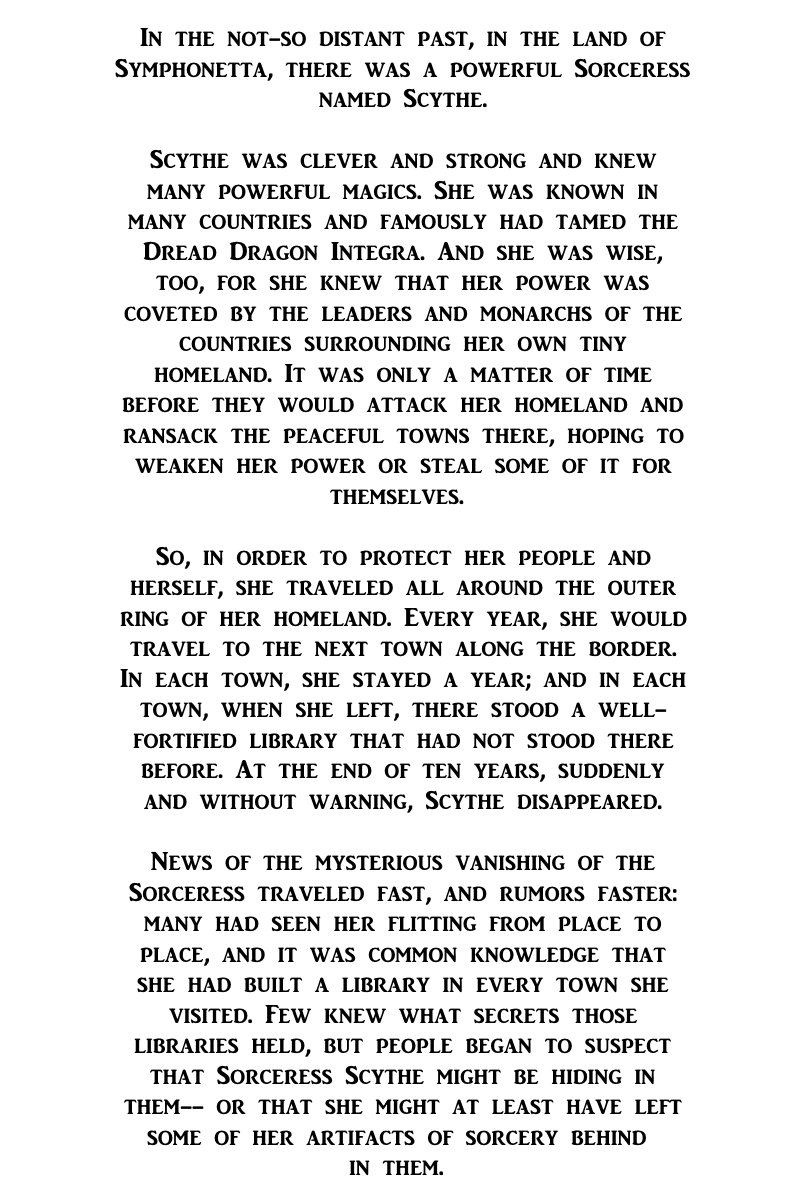 In the not-so distant past, in the land of
Symphonetta, there was a powerful Sorceress
named Scythe.
Scythe was clever and strong and knew
many powerful magics. She was known in
many countries and famously had tamed the
Dread Dragon Integra. And she was wise,
too, for she knew that her power was
coveted by the leaders and monarchs of the
countries surrounding her own tiny
homeland. It was only a matter of time
before they would attack her homeland and
ransack the peaceful towns there, hoping to
weaken her power or steal some of it for
themselves.
So, in order to protect her people and
herself, she traveled all around the outer
ring of her homeland. Every year, she would
travel to the next town along the border.
In each town, she stayed a year; and in each
town, when she left, there stood a well-
fortified library that had not stood there
before. At the end of ten years, suddenly
and without warning, Scythe disappeared.
News of the mysterious vanishing of the
Sorceress traveled fast, and rumors faster:
many had seen her flitting from place to
place, and it was common knowledge that
she had built a library in every town she
visited. Few knew what secrets those
libraries held, but people began to suspect
that Sorceress Scythe might be hiding in
them-- or that she might at least have left
some of her artifacts of sorcery behind
in them.